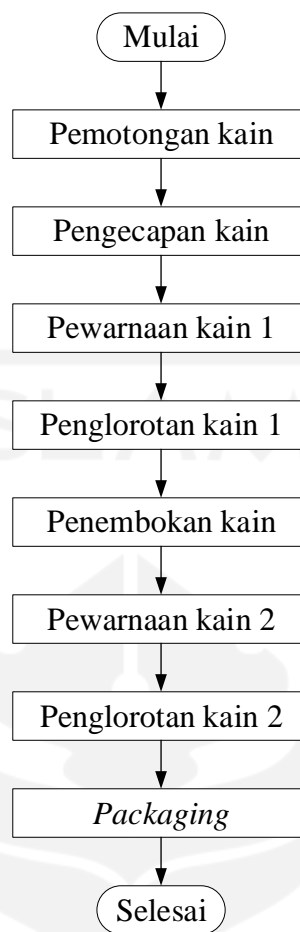 Mulai
Pemotongan kain
Pengecapan kain
Pewarnaan kain 1
Penglorotan kain 1
Penembokan kain
Pewarnaan kain 2
Penglorotan kain 2
Packaging
Selesai